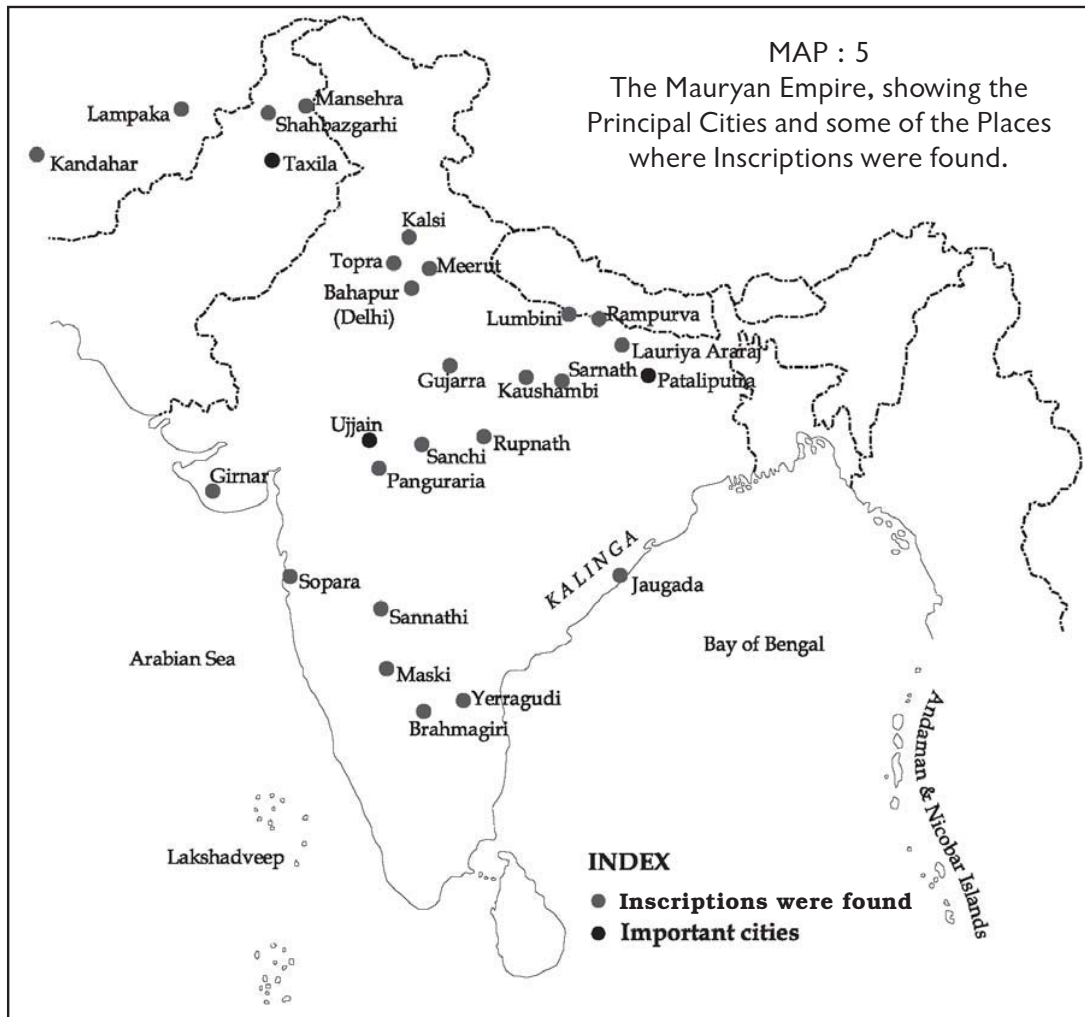 MAP : 5
The Mauryan Empire, showing the
Principal Cities and some of the Places
where Inscriptions were found.
Lampaka
Mansehra
Shahbazgarhi
Kandahar
Taxila
Kalsi
Topra
Meerut
Bahapur
(Delhi)
Lumbini
Rampurva
Lauriya Araraj
Gujarra
Sarnath
Kaushambi
Pataliputra
Ujjain
Sanchi
Rupnath
Panguraria
Girnar
KALINGA
Sopara
Jaugada
Sannathi
Arabian Sea
Bay of Bengal
Maski
Yerragudi
Brahmagiri
Andaman & Nicobar Islands
Lakshadveep
INDEX
Inscriptions were found
Important cities